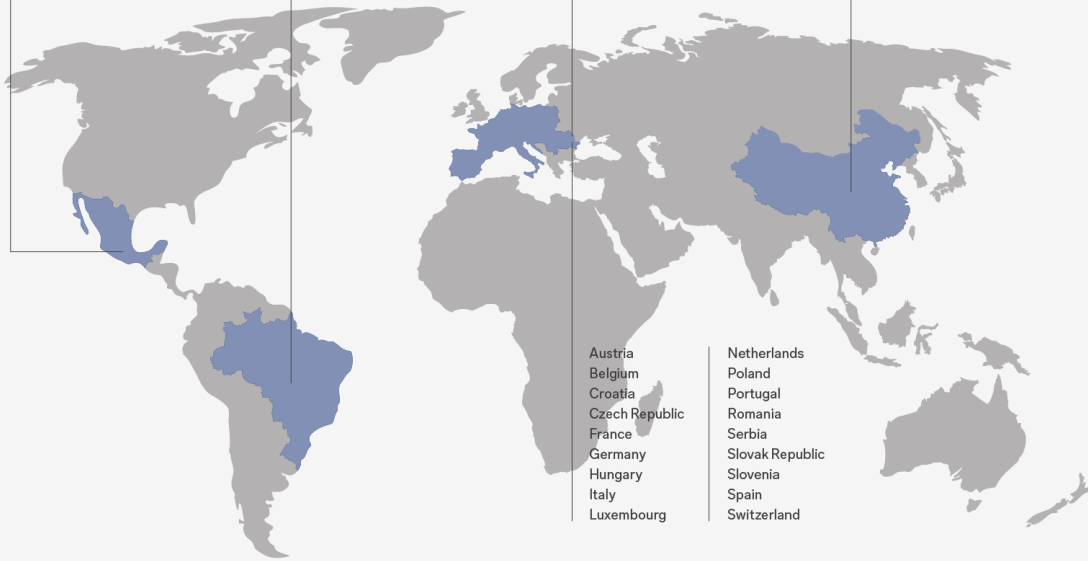 Austria
Belgium
Croatia
Czech Republic
France
Germany
Hungary
Italy
Luxembourg
Netherlands
Poland
Portugal
Romania
Serbia
Slovak Republic
Slovenia
Spain
Switzerland